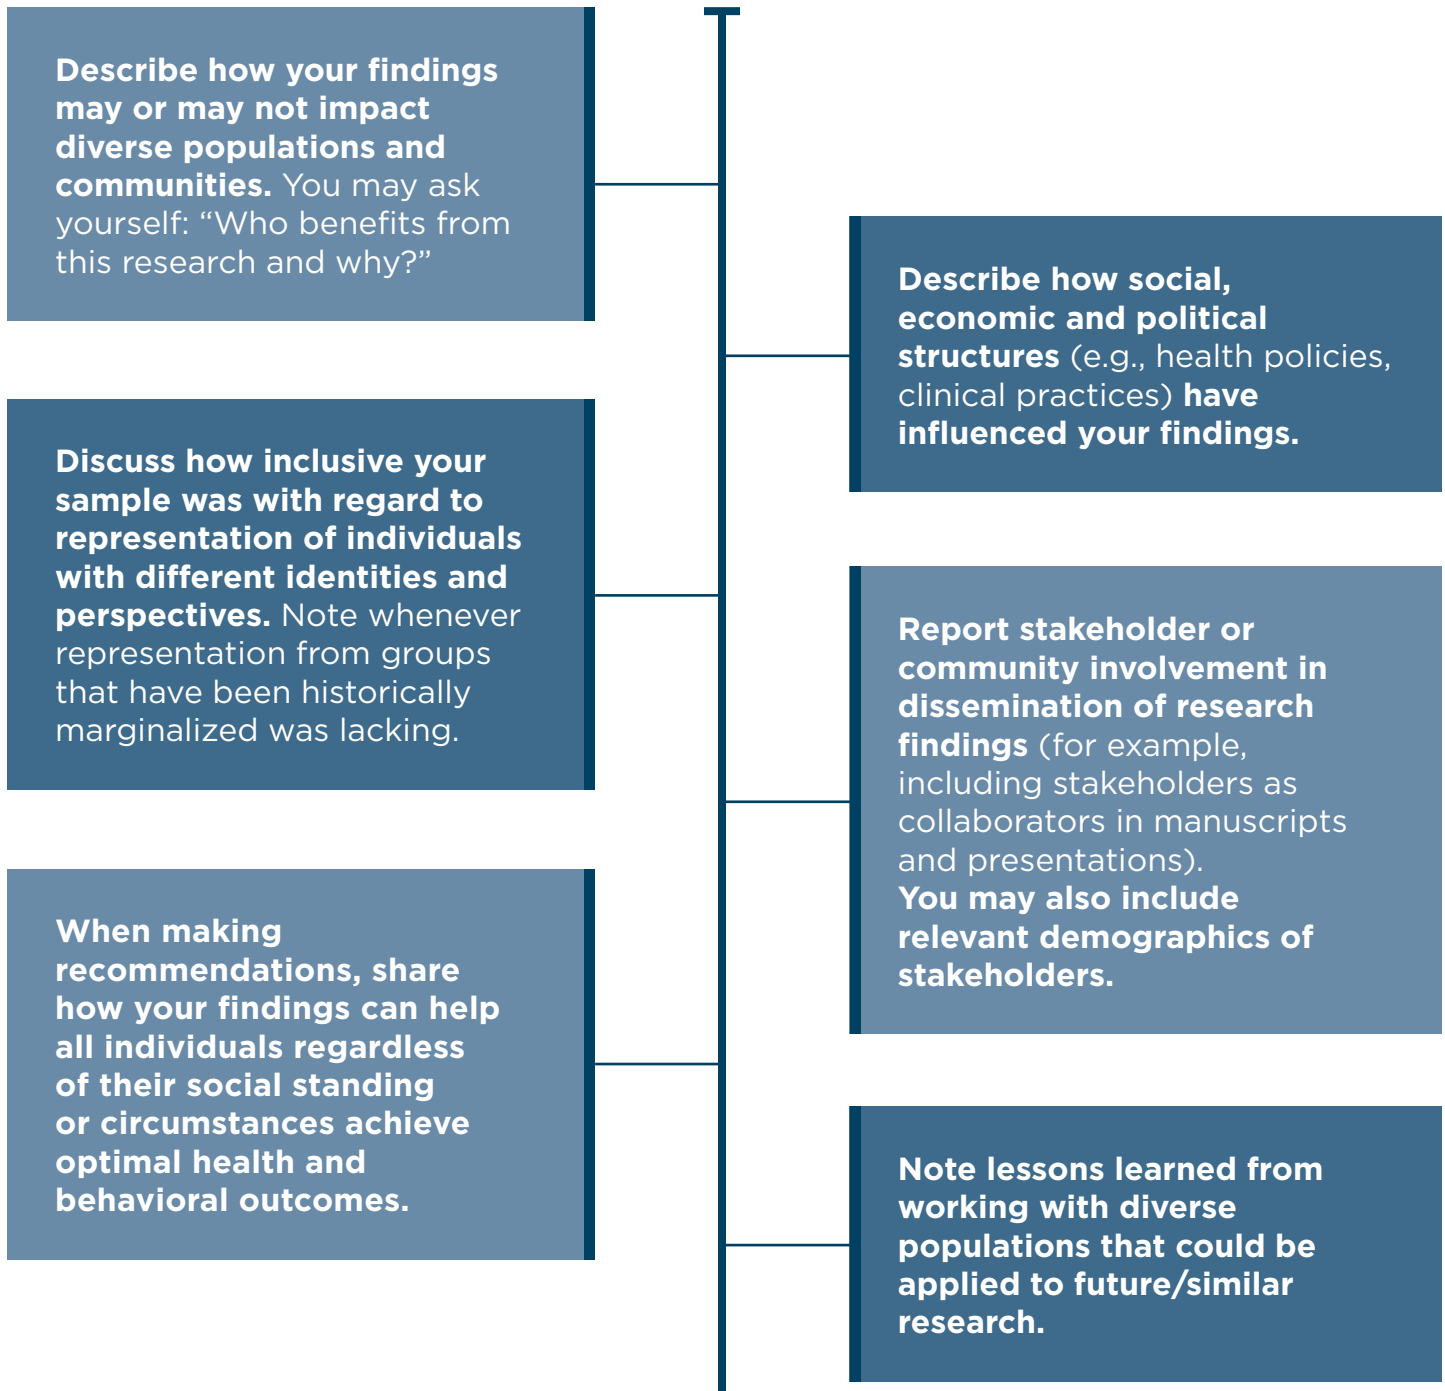 Describe how your findings
may or may not impact
diverse populations and
communities. You may ask
yourself: “Who benefits from
this research and why?”
Describe how social,
economic and political
structures (e.g., health policies,
clinical practices) have
influenced your findings.
Discuss how inclusive your
sample was with regard to
representation of individuals
with different identities and
perspectives. Note whenever
representation from groups
that have been historically
marginalized was lacking.
Report stakeholder or
community involvement in
dissemination of research
findings (for example,
including stakeholders as
collaborators in manuscripts
and presentations).
You may also include
relevant demographics of
stakeholders.
When making
recommendations, share
how your findings can help
all individuals regardless
of their social standing
or circumstances achieve
optimal health and
behavioral outcomes.
Note lessons learned from
working with diverse
populations that could be
applied to future/similar
research.